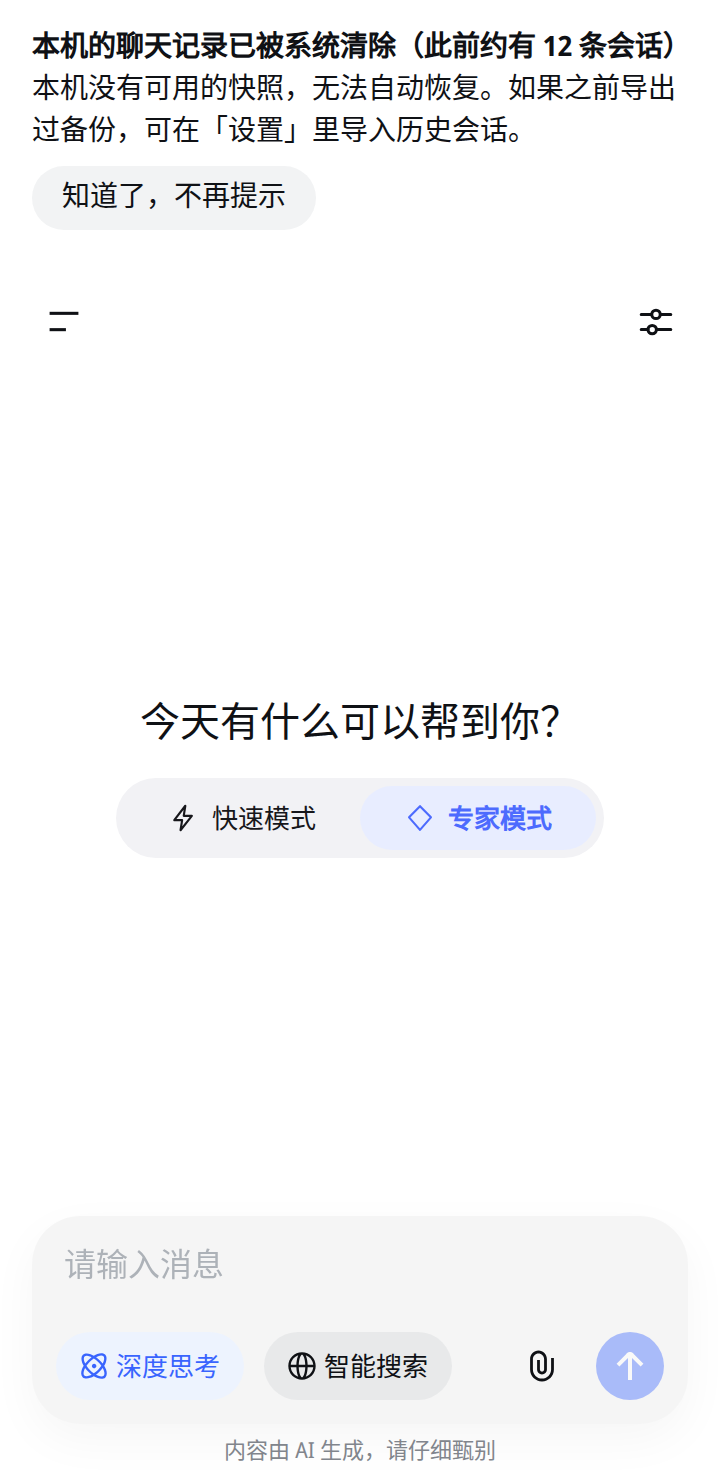 本机的聊天记录已被系统清除（此前约有 12 条会话）
本机没有可用的快照，无法自动恢复。如果之前导出
过备份，可在「设置」里导入历史会话。
知道了，不再提示
今天有什么可以帮到你？
快速模式
专家模式
请输入消息
深度思考
智能搜索
内容由 AI 生成，请仔细甄别